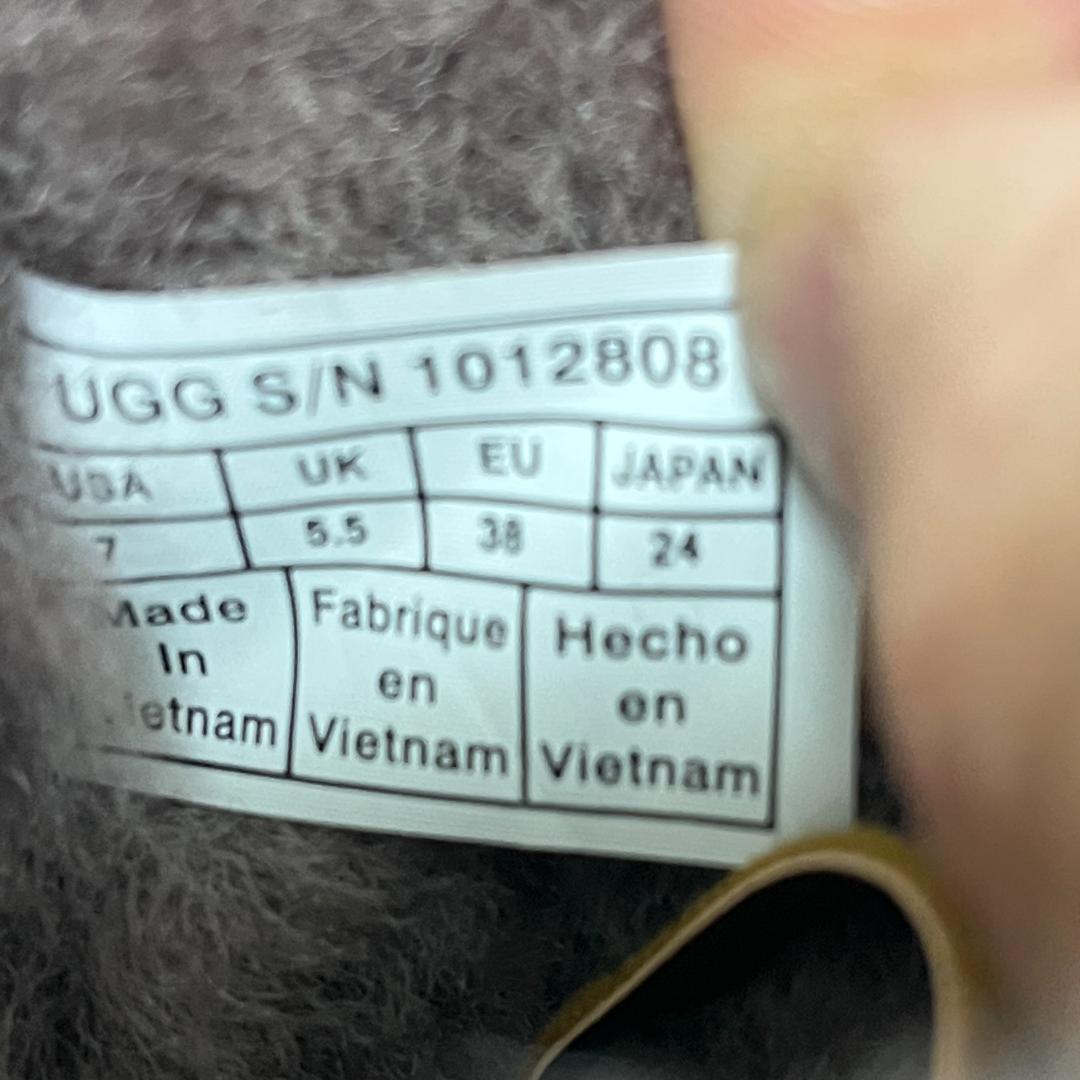 UGG S/N 1012808
USA UK EU JAPAN
7 5.5 38 24
Made In Vietnam
Fabrique en Vietnam
Hecho en Vietnam